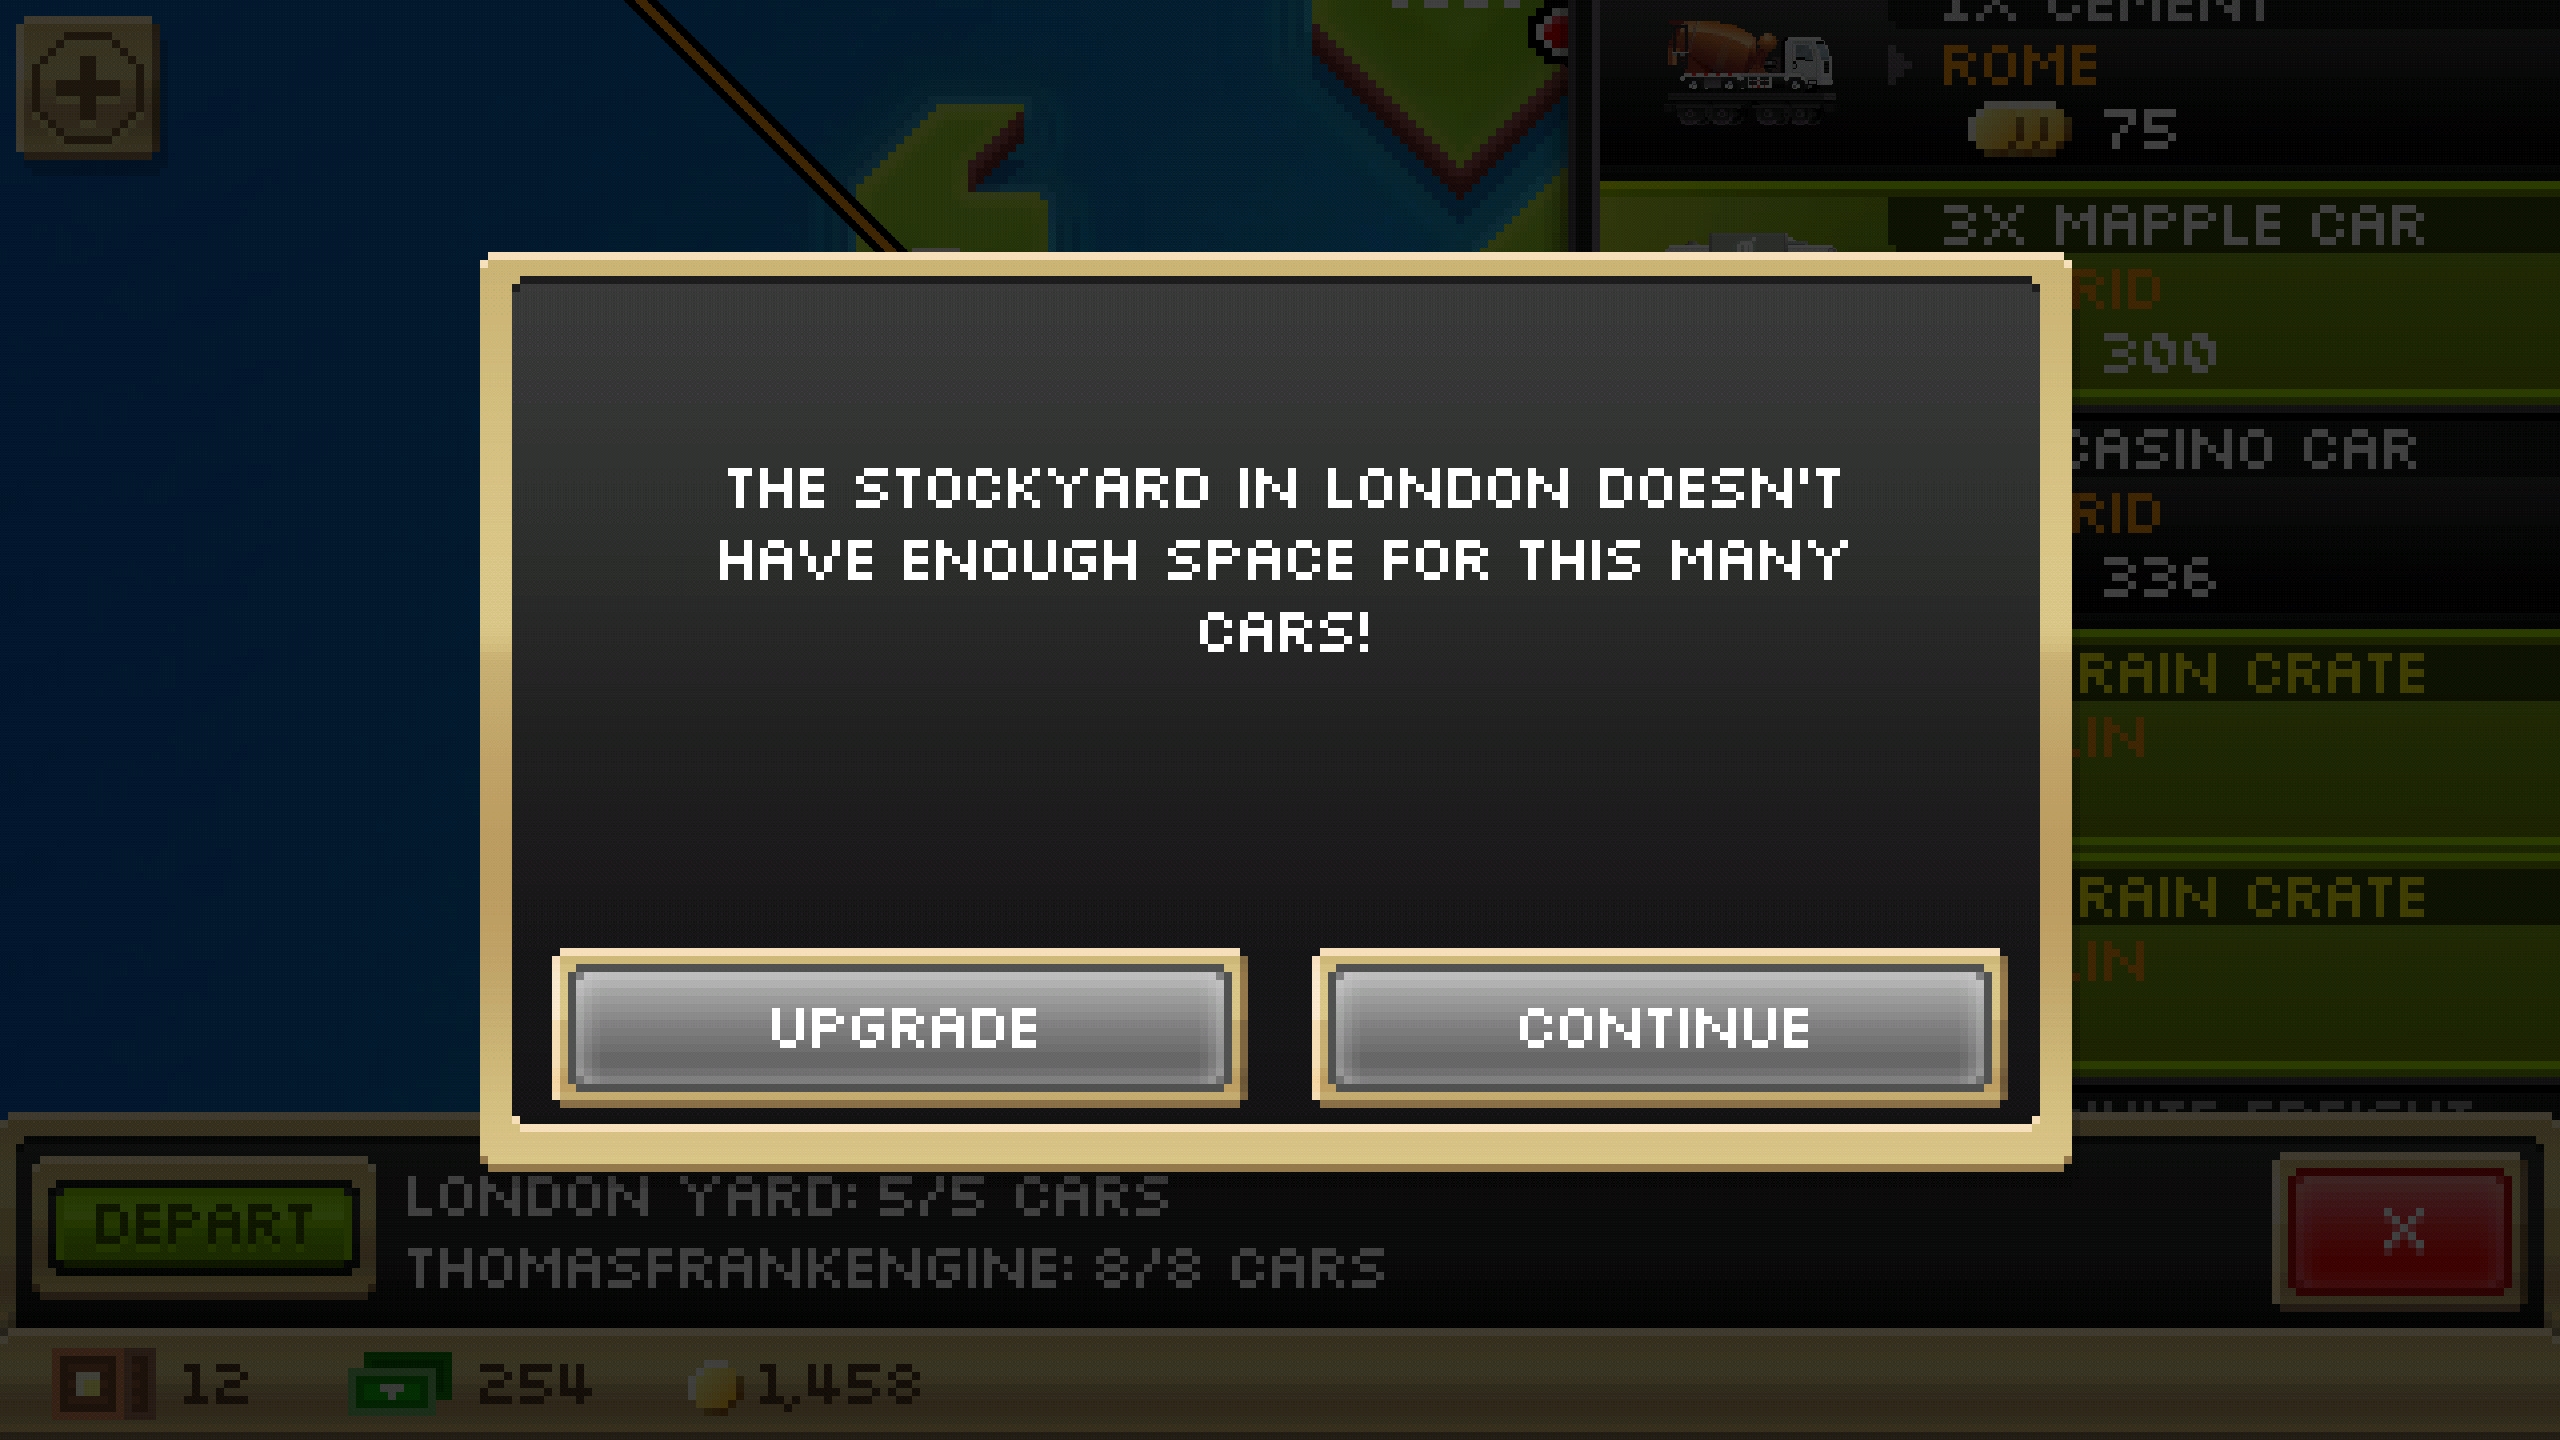 1X CEMENT
ROME
75
3X MAPPLE CAR
RID
300
CASINO CAR
RID
336
RAIN CRATE
LIN
RAIN CRATE
LIN
THE STOCKYARD IN LONDON DOESN'T
HAVE ENOUGH SPACE FOR THIS MANY
CARS!
UPGRADE
CONTINUE
DEPART
LONDON YARD: 5/5 CARS
THOMASFRANKENGINE: 8/8 CARS
X
12
254
1,458